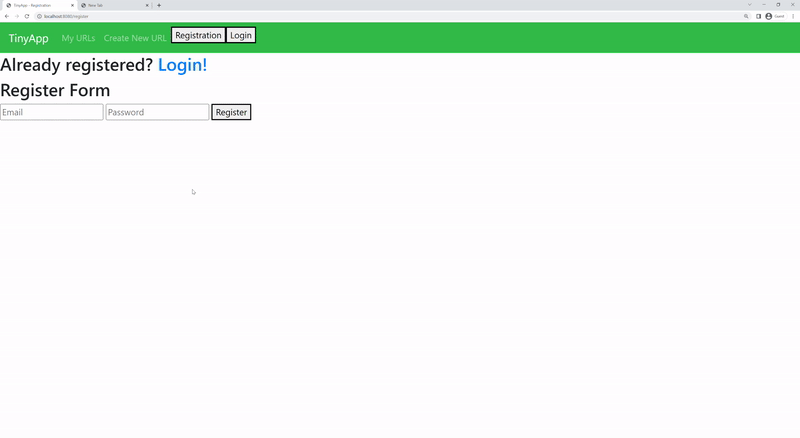 TinyApp - Registration
New Tab
localhost:8080/register
Guest
TinyApp My URLs Create New URL Registration Login
Already registered? Login!
Register Form
Email Password Register